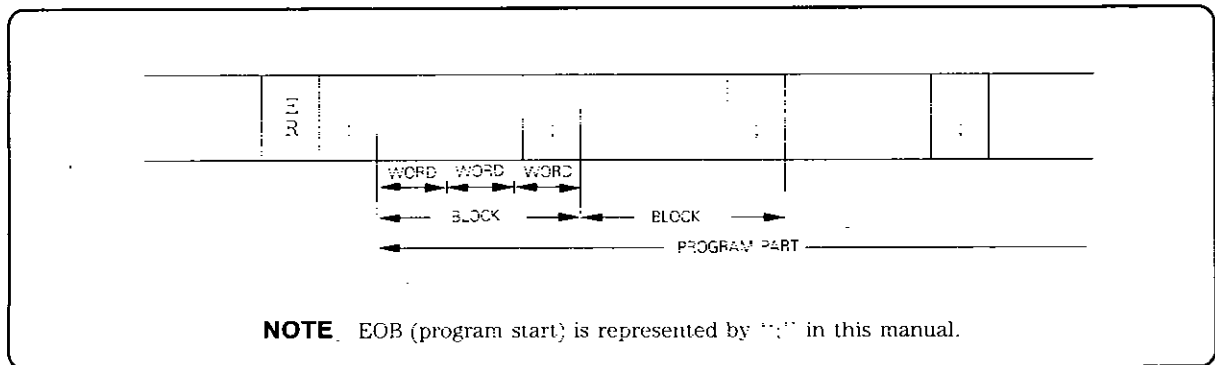 ; ; ; ;
WORD WORD WORD
BLOCK BLOCK
PROGRAM PART
NOTE EOB (program start) is represented by ";" in this manual.